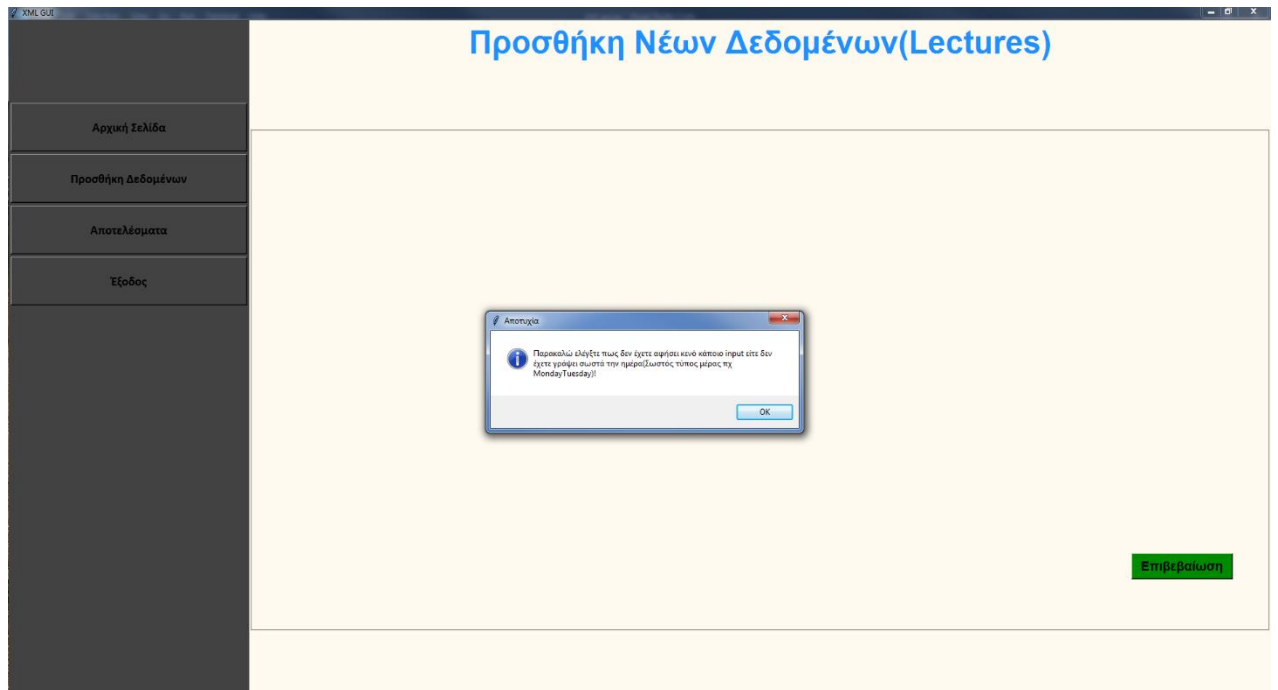 XML GUI
Προσθήκη Νέων Δεδομένων(Lectures)
Αρχική Σελίδα
Προσθήκη Δεδομένων
Αποτελέσματα
Έξοδος
Αποτυχία
Παρακαλώ ελέγξτε πως δεν έχετε αφήσει κενό κάποιο input είτε δεν
έχετε γράψει σωστά την ημέρα(Σωστός τύπος μέρας πχ
MondayTuesday)!
OK
Επιβεβαίωση